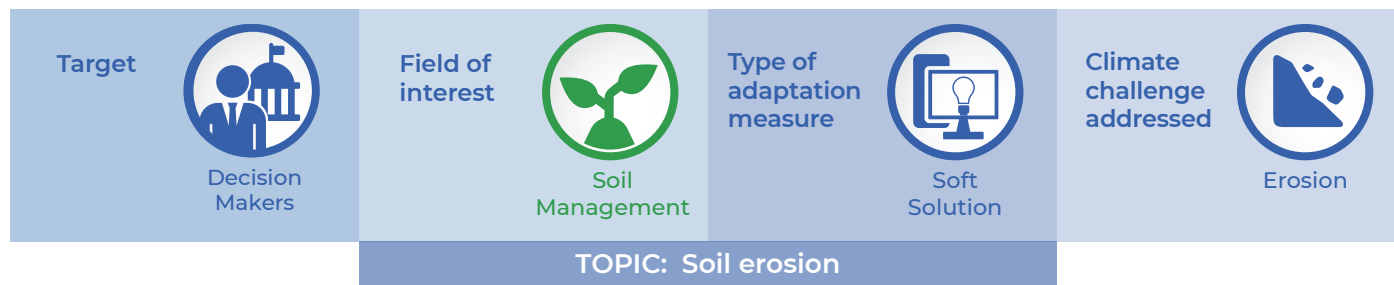 Target
Decision
Makers
Field of
interest
Soil
Management
Type of
adaptation
measure
Soft
Solution
Climate
challenge
addressed
Erosion
TOPIC: Soil erosion